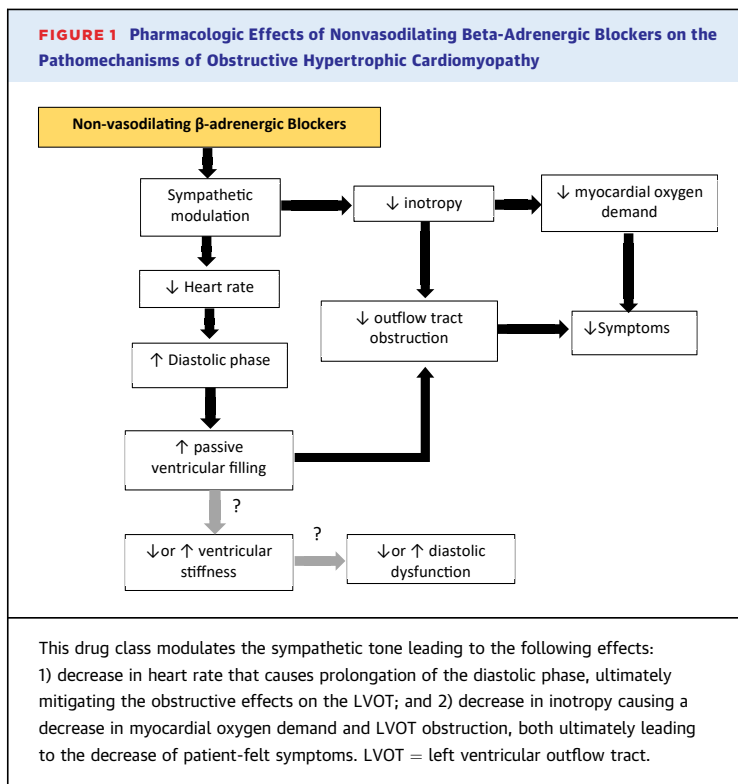 FIGURE 1 Pharmacologic Effects of Nonvasodilating Beta-Adrenergic Blockers on the
Pathomechanisms of Obstructive Hypertrophic Cardiomyopathy
Non-vasodilating β-adrenergic Blockers
Sympathetic
modulation
↓ inotropy
↓ myocardial oxygen
demand
↓ Heart rate
↓ outflow tract
obstruction
↓Symptoms
↑ Diastolic phase
↑ passive
ventricular filling
?
↓or ↑ ventricular
stiffness
?
↓or ↑ diastolic
dysfunction
This drug class modulates the sympathetic tone leading to the following effects:
1) decrease in heart rate that causes prolongation of the diastolic phase, ultimately
mitigating the obstructive effects on the LVOT; and 2) decrease in inotropy causing a
decrease in myocardial oxygen demand and LVOT obstruction, both ultimately leading
to the decrease of patient-felt symptoms. LVOT = left ventricular outflow tract.